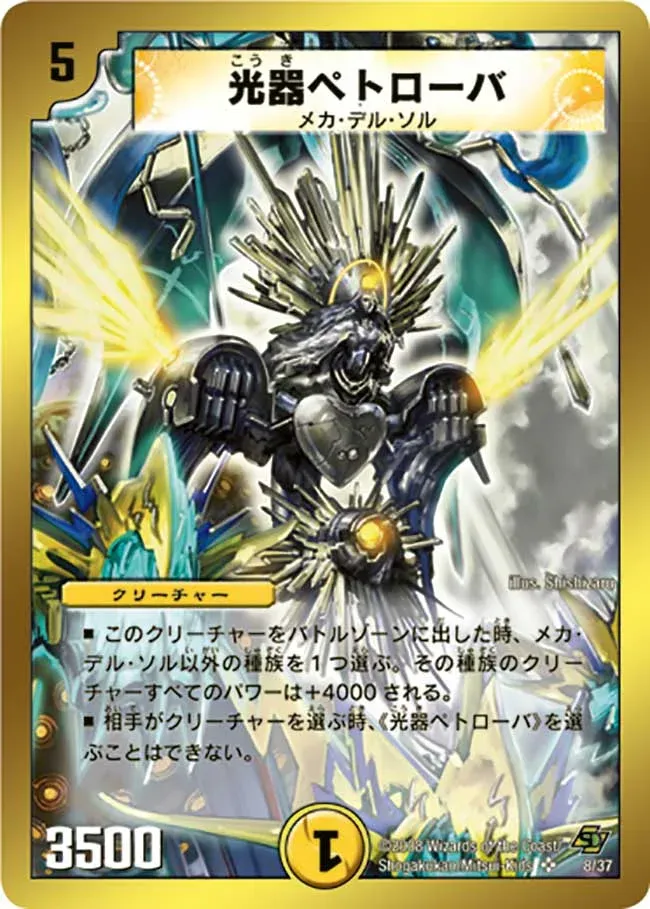 5
こうき
光器ペトローバ
メカ・デル・ソル
illus. Shishizaru
クリーチャー
■ このクリーチャーをバトルゾーンに出した時、メカ・
デル・ソル以外の種族を1つ選ぶ。その種族のクリー
チャーすべてのパワーは+4000される。
■ 相手がクリーチャーを選ぶ時、《光器ペトローバ》を選
ぶことはできない。
3500
1
©2008 Wizards of the Coast/
Shogakukan/Mitsui-Kids
8/37